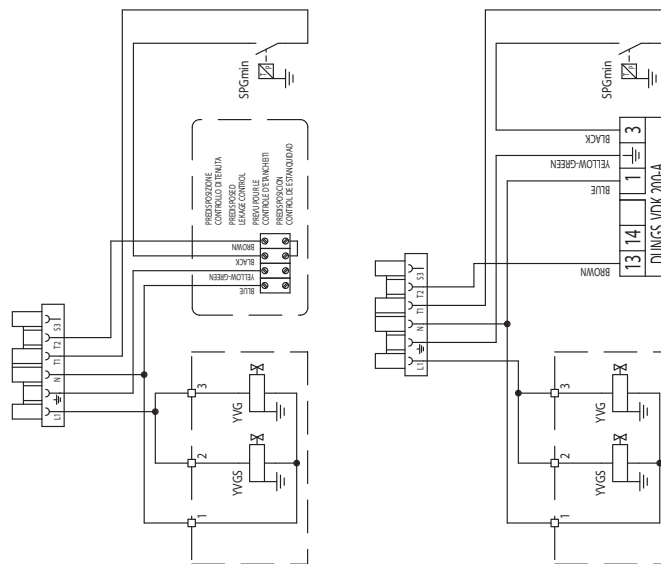 SPGmin
T
P
PREDISPOSIZIONE
CONTROLLO DI TENUTA
PREDISPOSED
LEKAGE CONTROL
PREVU POUR LE
CONTROLE D'ETANCHEITI
PREDISPOSICION
CONTROL DE ESTANQUIDAD
BROWN
BLACK
YELLOW-GREEN
BLUE
S3
T2
T1
N
L1
3
YVG
2
YVGS
1
SPGmin
T
P
BLACK
YELLOW-GREEN
BLUE
BROWN
3
1
14
13
DUNGS VDK 200-A
S3
T2
T1
N
L1
3
YVG
2
YVGS
1